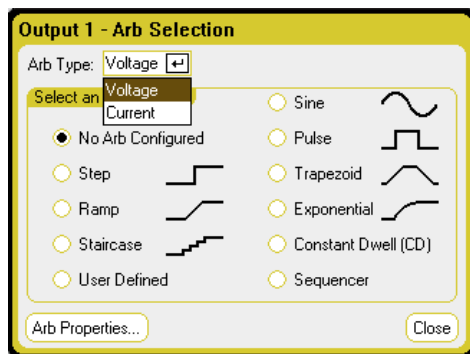 Output 1 - Arb Selection
Arb Type: Voltage
Voltage
Current
Select an
No Arb Configured
Step
Ramp
Staircase
User Defined
Sine
Pulse
Trapezoid
Exponential
Constant Dwell (CD)
Sequencer
Arb Properties...
Close